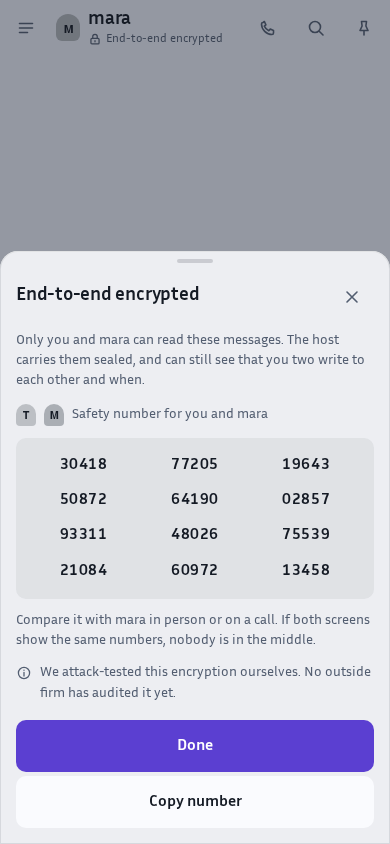 M
mara
End-to-end encrypted
End-to-end encrypted
Only you and mara can read these messages. The host
carries them sealed, and can still see that you two write to
each other and when.
T M Safety number for you and mara
30418 77205 19643
50872 64190 02857
93311 48026 75539
21084 60972 13458
Compare it with mara in person or on a call. If both screens
show the same numbers, nobody is in the middle.
We attack-tested this encryption ourselves. No outside
firm has audited it yet.
Done
Copy number